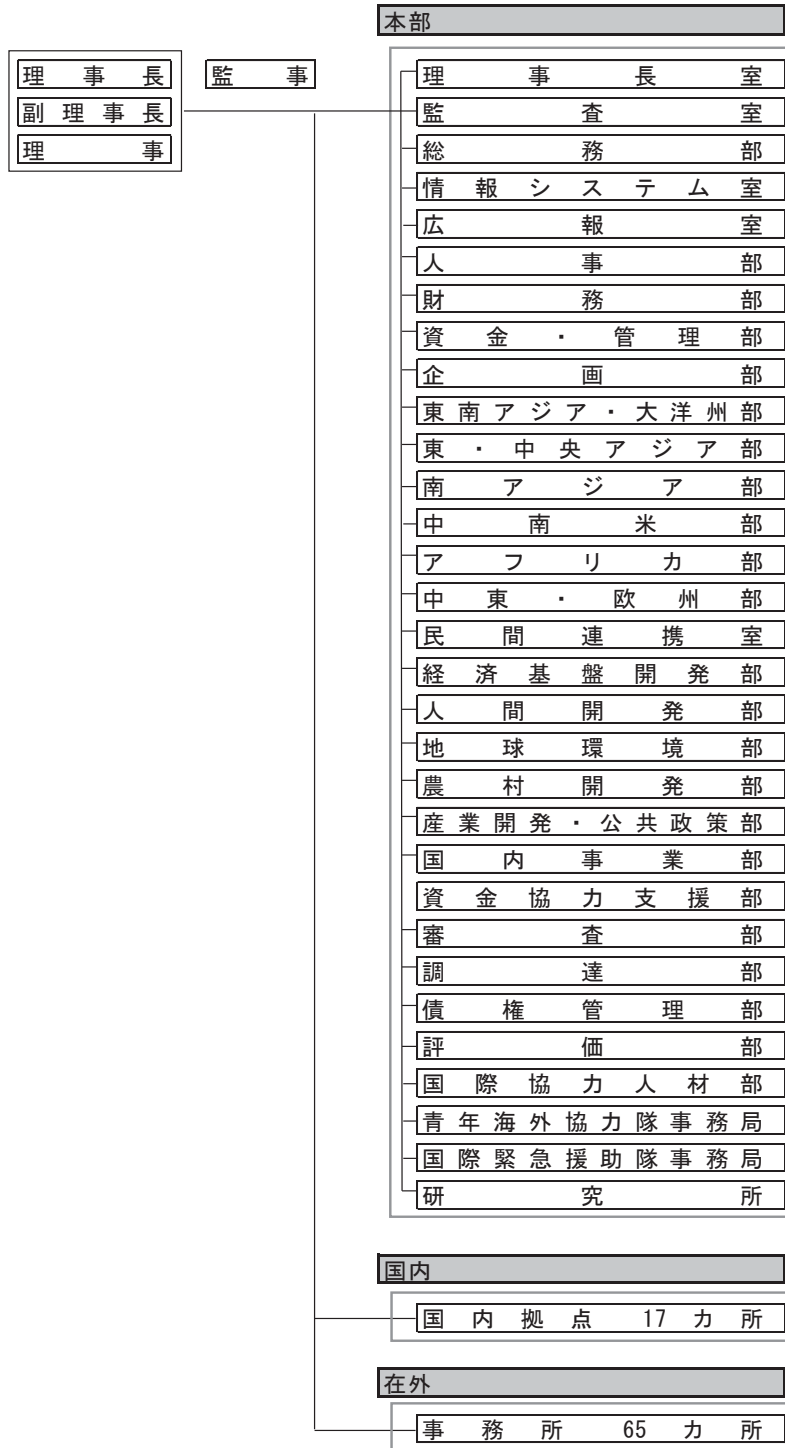 本部
理事長
副理事長
理事
監事
理事長室
監査室
総務部
情報システム室
広報室
人事部
財務部
資金・管理部
企画部
東南アジア・大洋州部
東・中央アジア部
南アジア部
中南米部
アフリカ部
中東・欧州部
民間連携室
経済基盤開発部
人間開発部
地球環境部
農村開発部
産業開発・公共政策部
国内事業部
資金協力支援部
審査部
調達部
債権管理部
評価部
国際協力人材部
青年海外協力隊事務局
国際緊急援助隊事務局
研究所
国内
国内拠点 17カ所
在外
事務所 65カ所